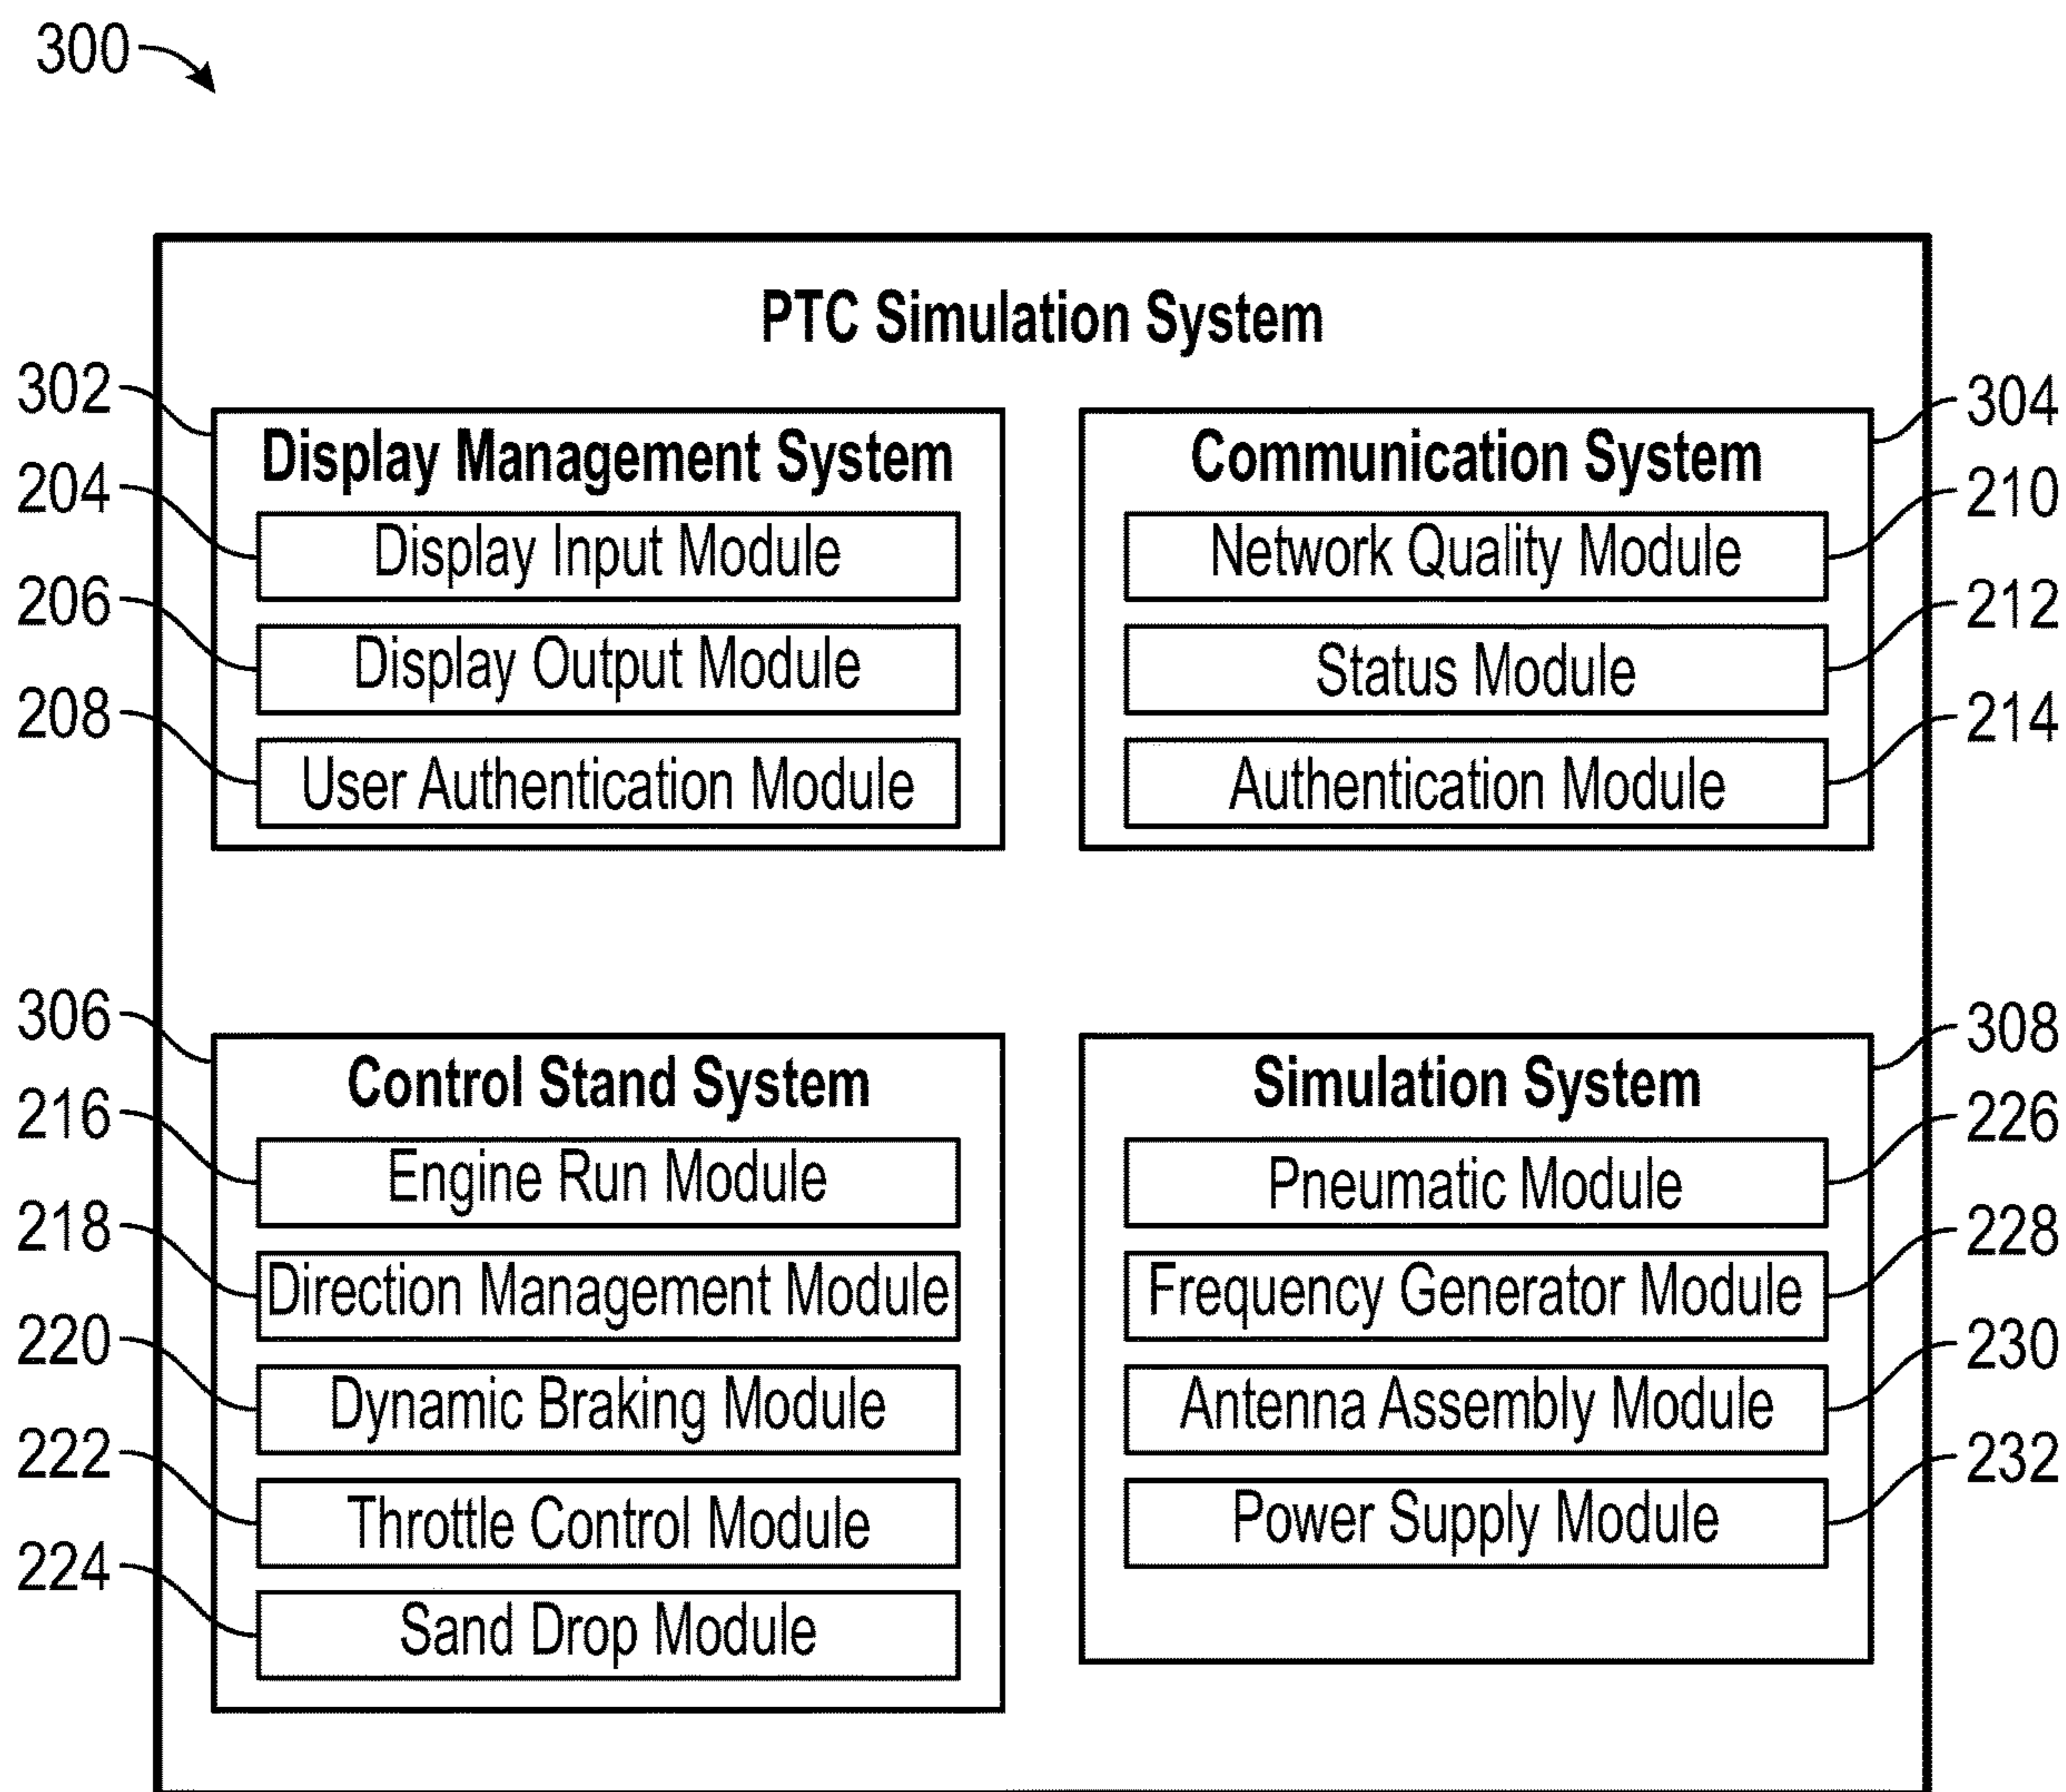 300
PTC Simulation System
302
Display Management System
204
Display Input Module
206
Display Output Module
208
User Authentication Module
304
Communication System
210
Network Quality Module
212
Status Module
214
Authentication Module
306
Control Stand System
216
Engine Run Module
218
Direction Management Module
220
Dynamic Braking Module
222
Throttle Control Module
224
Sand Drop Module
308
Simulation System
226
Pneumatic Module
228
Frequency Generator Module
230
Antenna Assembly Module
232
Power Supply Module